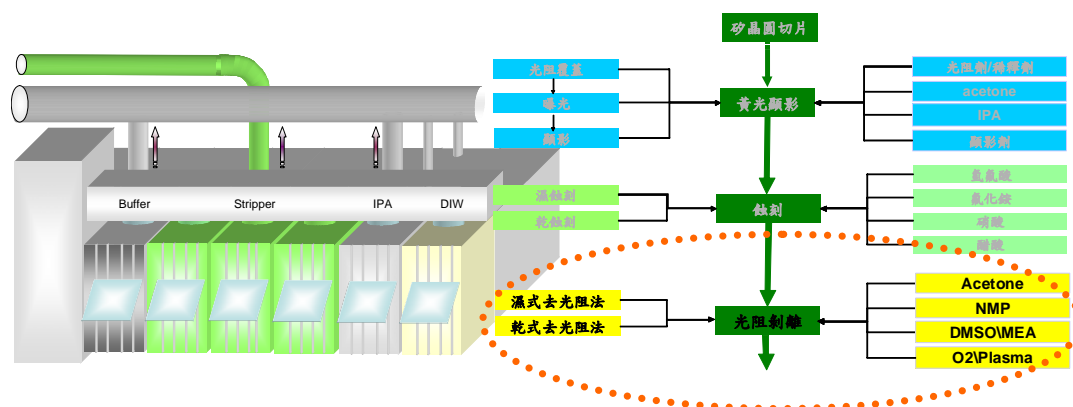 Buffer
Stripper
IPA
DIW
矽晶圓切片
光阻覆蓋
曝光
顯影
黃光顯影
光阻劑/稀釋劑
acetone
IPA
顯影劑
濕蝕刻
乾蝕刻
蝕刻
氫氟酸
氟化銨
硝酸
醋酸
濕式去光阻法
乾式去光阻法
光阻剝離
Acetone
NMP
DMSO\MEA
O2\Plasma